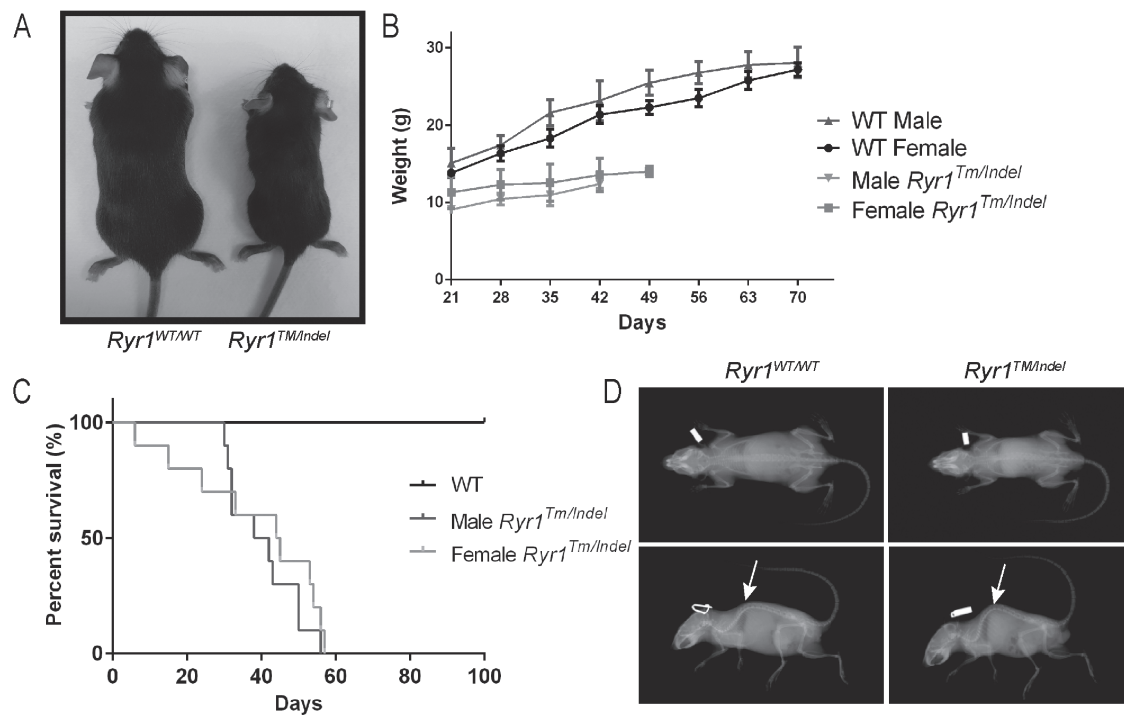 A
Ryr1WT/WT
Ryr1TM/Indel
B
30
20
10
0
Weight (g)
21 28 35 42 49 56 63 70
Days
WT Male
WT Female
Male Ryr1Tm/Indel
Female Ryr1Tm/Indel
C
100
50
0
Percent survival (%)
0 20 40 60 80 100
Days
WT
Male Ryr1Tm/Indel
Female Ryr1Tm/Indel
D
Ryr1WT/WT
Ryr1TM/Indel